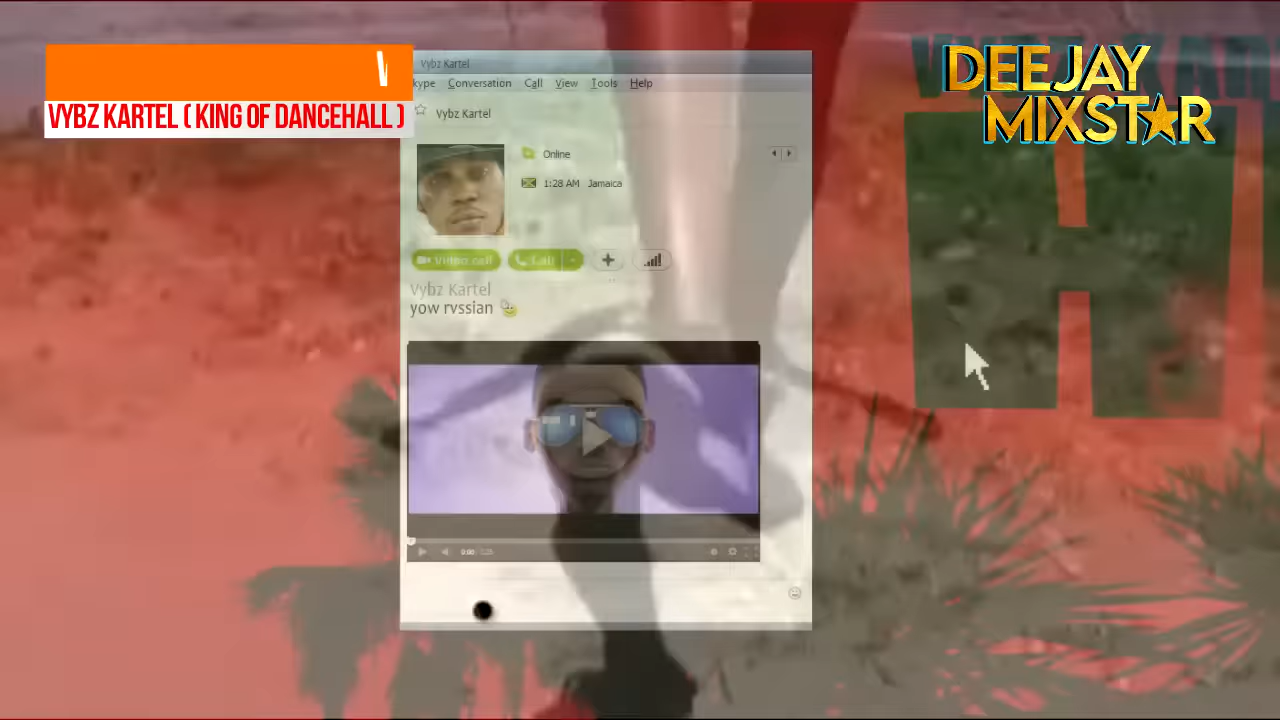 VYBZ KARTEL ( KING OF DANCEHALL )
DEEJAY
MIXSTAR
Vybz Kartel
Conversation Call View Tools Help
Vybz Kartel
Online
1:28 AM Jamaica
Video call Call
Vybz Kartel
yow rvssian
H